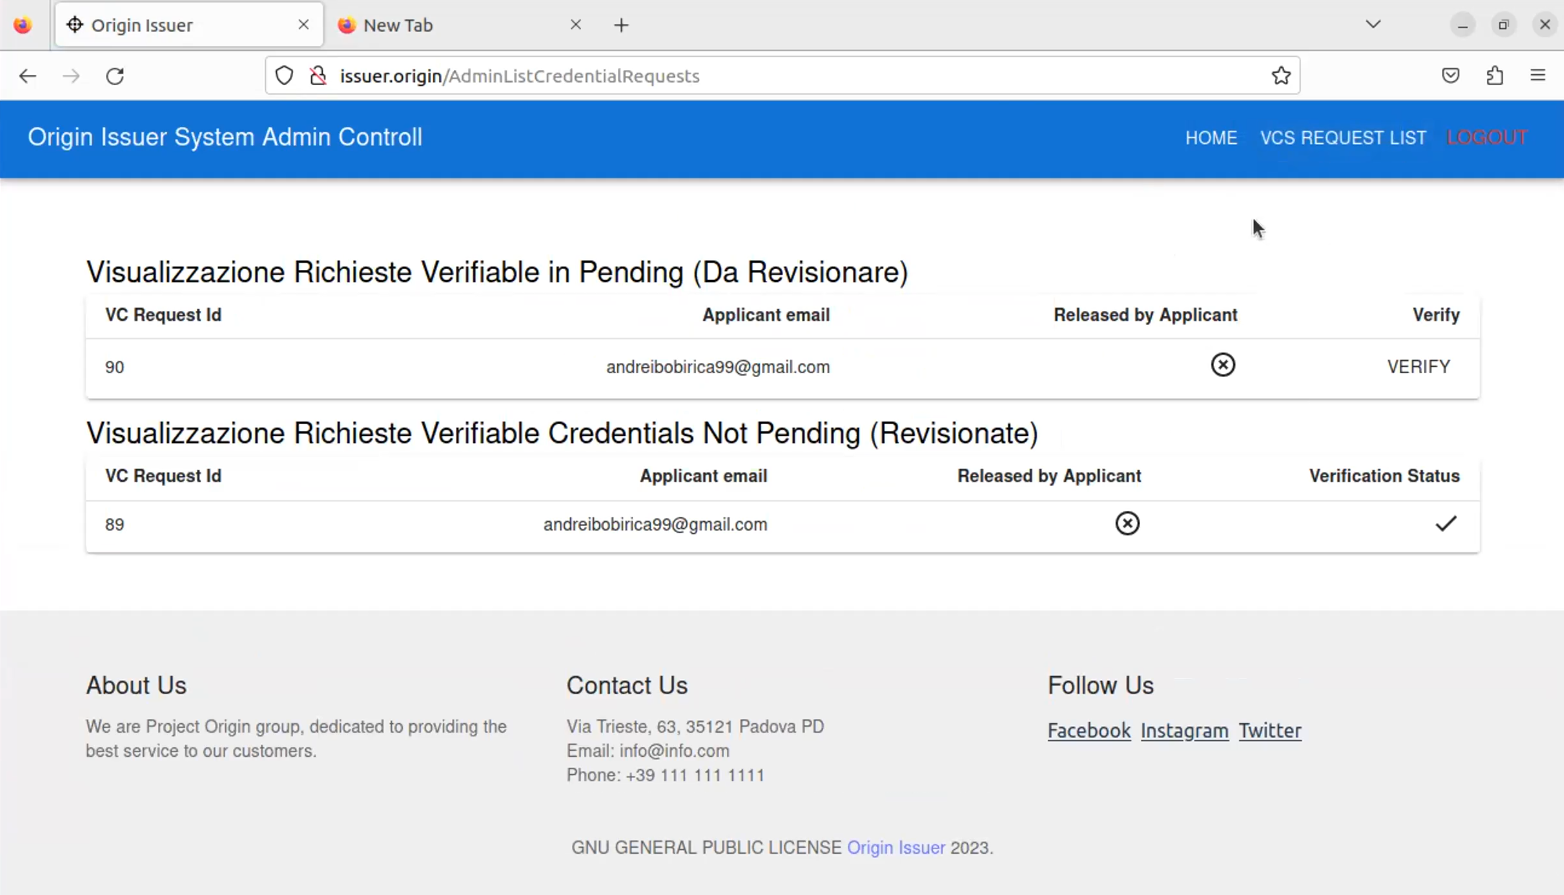 Origin Issuer
New Tab
issuer.origin/AdminListCredentialRequests
Origin Issuer System Admin Controll
HOME VCS REQUEST LIST LOGOUT
Visualizzazione Richieste Verifiable in Pending (Da Revisionare)
VC Request Id Applicant email Released by Applicant Verify
90 andreibobirica99@gmail.com VERIFY
Visualizzazione Richieste Verifiable Credentials Not Pending (Revisionate)
VC Request Id Applicant email Released by Applicant Verification Status
89 andreibobirica99@gmail.com
About Us
We are Project Origin group, dedicated to providing the
best service to our customers.
Contact Us
Via Trieste, 63, 35121 Padova PD
Email: info@info.com
Phone: +39 111 111 1111
Follow Us
Facebook Instagram Twitter
GNU GENERAL PUBLIC LICENSE Origin Issuer 2023.